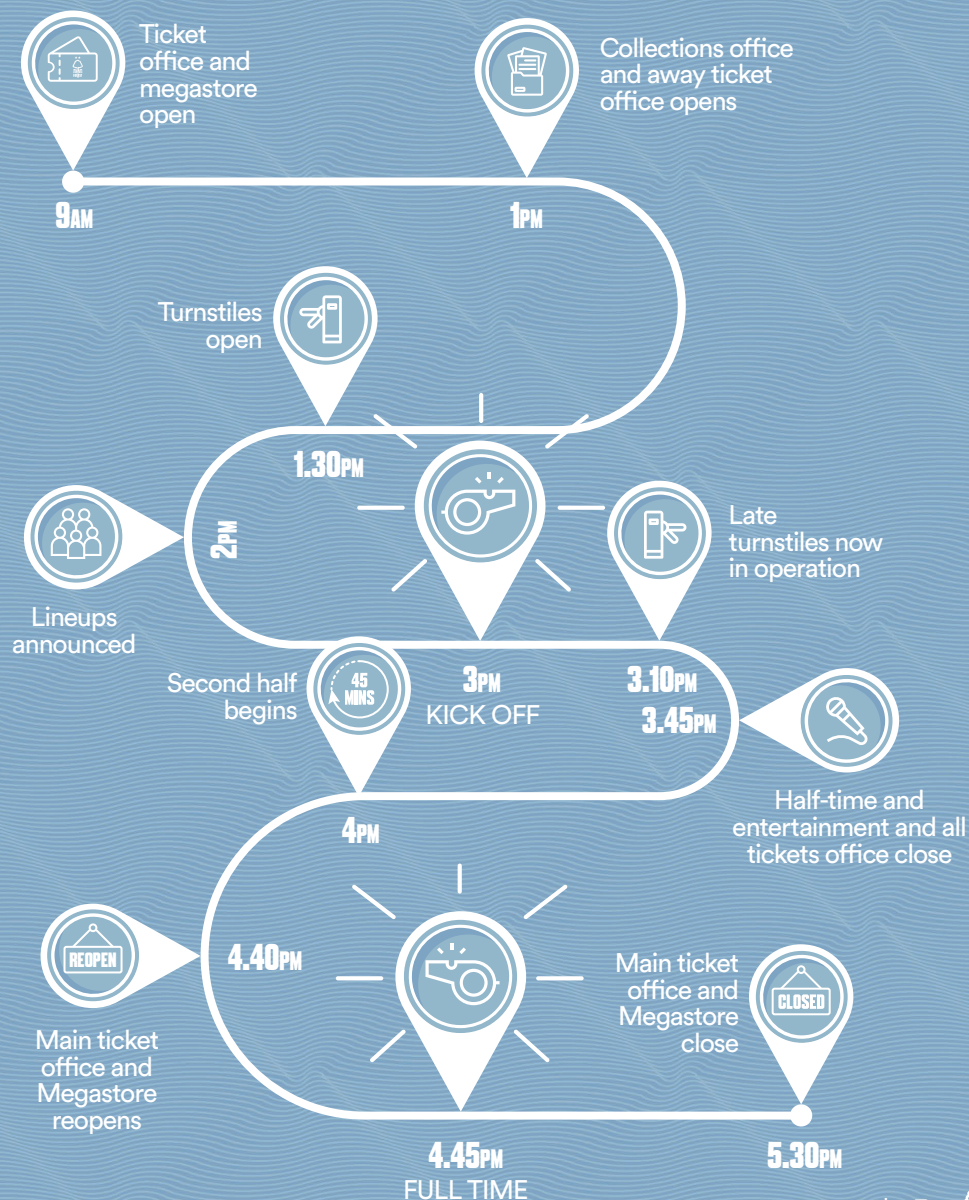 Ticket
office and
megastore
open
9AM
Collections office
and away ticket
office opens
1PM
Turnstiles
open
1.30PM
Lineups
announced
2PM
3PM
KICK OFF
Late
turnstiles now
in operation
3.10PM
3.45PM
Half-time and
entertainment and all
tickets office close
Second half
begins
45
MINS
4PM
REOPEN
Main ticket
office and
Megastore
reopens
4.40PM
4.45PM
FULL TIME
Main ticket
office and
Megastore
close
CLOSED
5.30PM